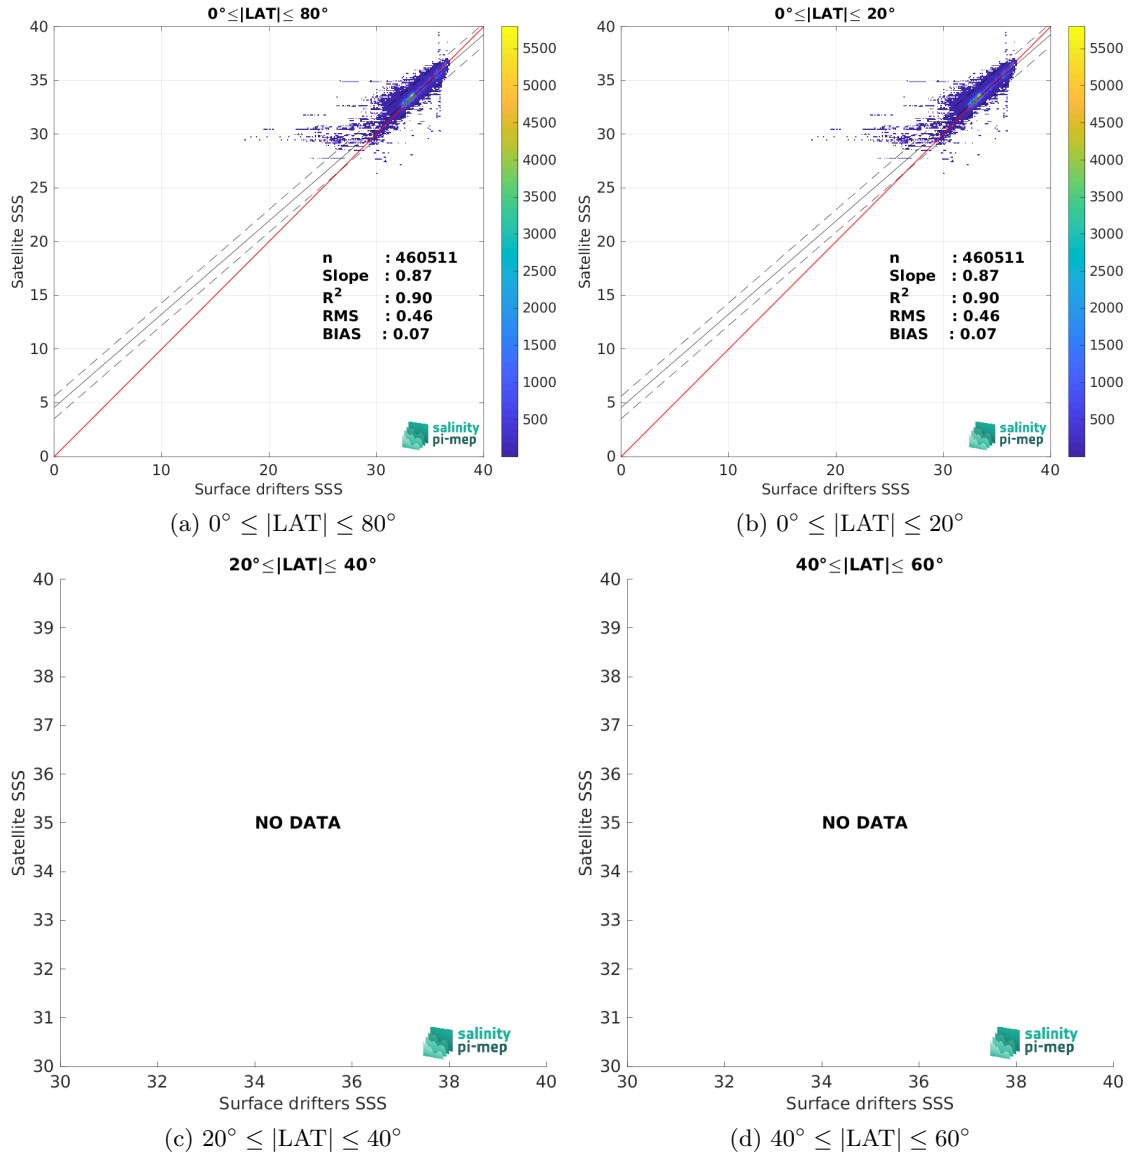 0°≤|LAT|≤ 80°
40
35
30
25
20
15
10
5
0
Satellite SSS
n : 460511
Slope : 0.87
R² : 0.90
RMS : 0.46
BIAS : 0.07
salinity
pi-mep
0 10 20 30 40
Surface drifters SSS
5500
5000
4500
4000
3500
3000
2500
2000
1500
1000
500
(a) 0° ≤ |LAT| ≤ 80°
0°≤|LAT|≤ 20°
40
35
30
25
20
15
10
5
0
Satellite SSS
n : 460511
Slope : 0.87
R² : 0.90
RMS : 0.46
BIAS : 0.07
salinity
pi-mep
0 10 20 30 40
Surface drifters SSS
5500
5000
4500
4000
3500
3000
2500
2000
1500
1000
500
(b) 0° ≤ |LAT| ≤ 20°
20°≤|LAT|≤ 40°
40
39
38
37
36
35
34
33
32
31
30
Satellite SSS
NO DATA
salinity
pi-mep
30 32 34 36 38 40
Surface drifters SSS
(c) 20° ≤ |LAT| ≤ 40°
40°≤|LAT|≤ 60°
40
39
38
37
36
35
34
33
32
31
30
Satellite SSS
NO DATA
salinity
pi-mep
30 32 34 36 38 40
Surface drifters SSS
(d) 40° ≤ |LAT| ≤ 60°